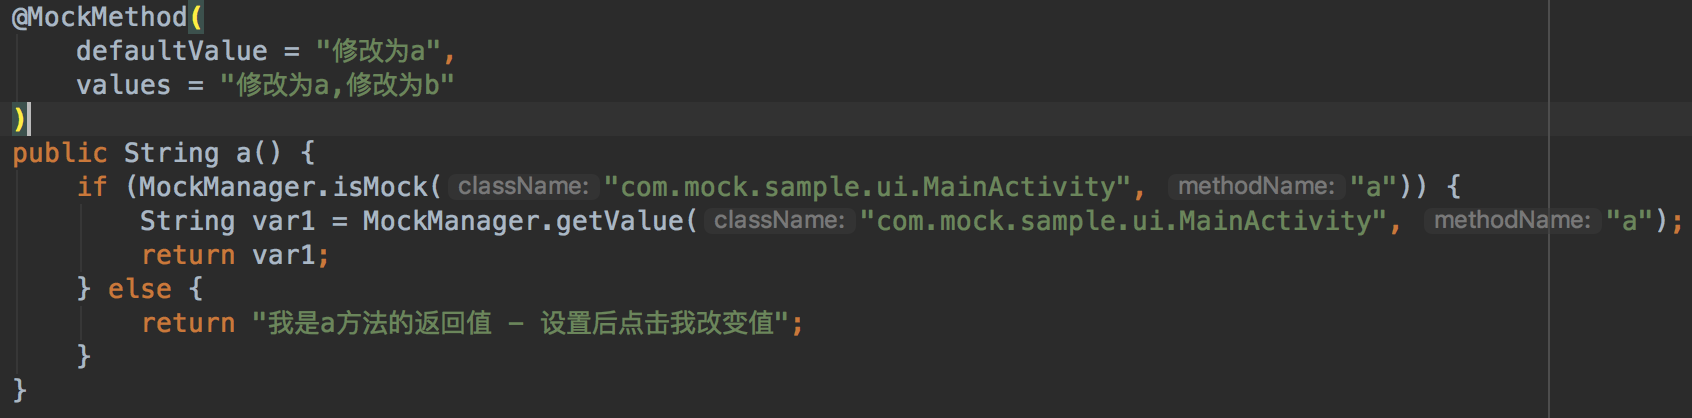 @MockMethod(
    defaultValue = "修改为a",
    values = "修改为a,修改为b"
)
public String a() {
    if (MockManager.isMock( className: "com.mock.sample.ui.MainActivity", methodName: "a")) {
        String var1 = MockManager.getValue( className: "com.mock.sample.ui.MainActivity", methodName: "a");
        return var1;
    } else {
        return "我是a方法的返回值 - 设置后点击我改变值";
    }
}